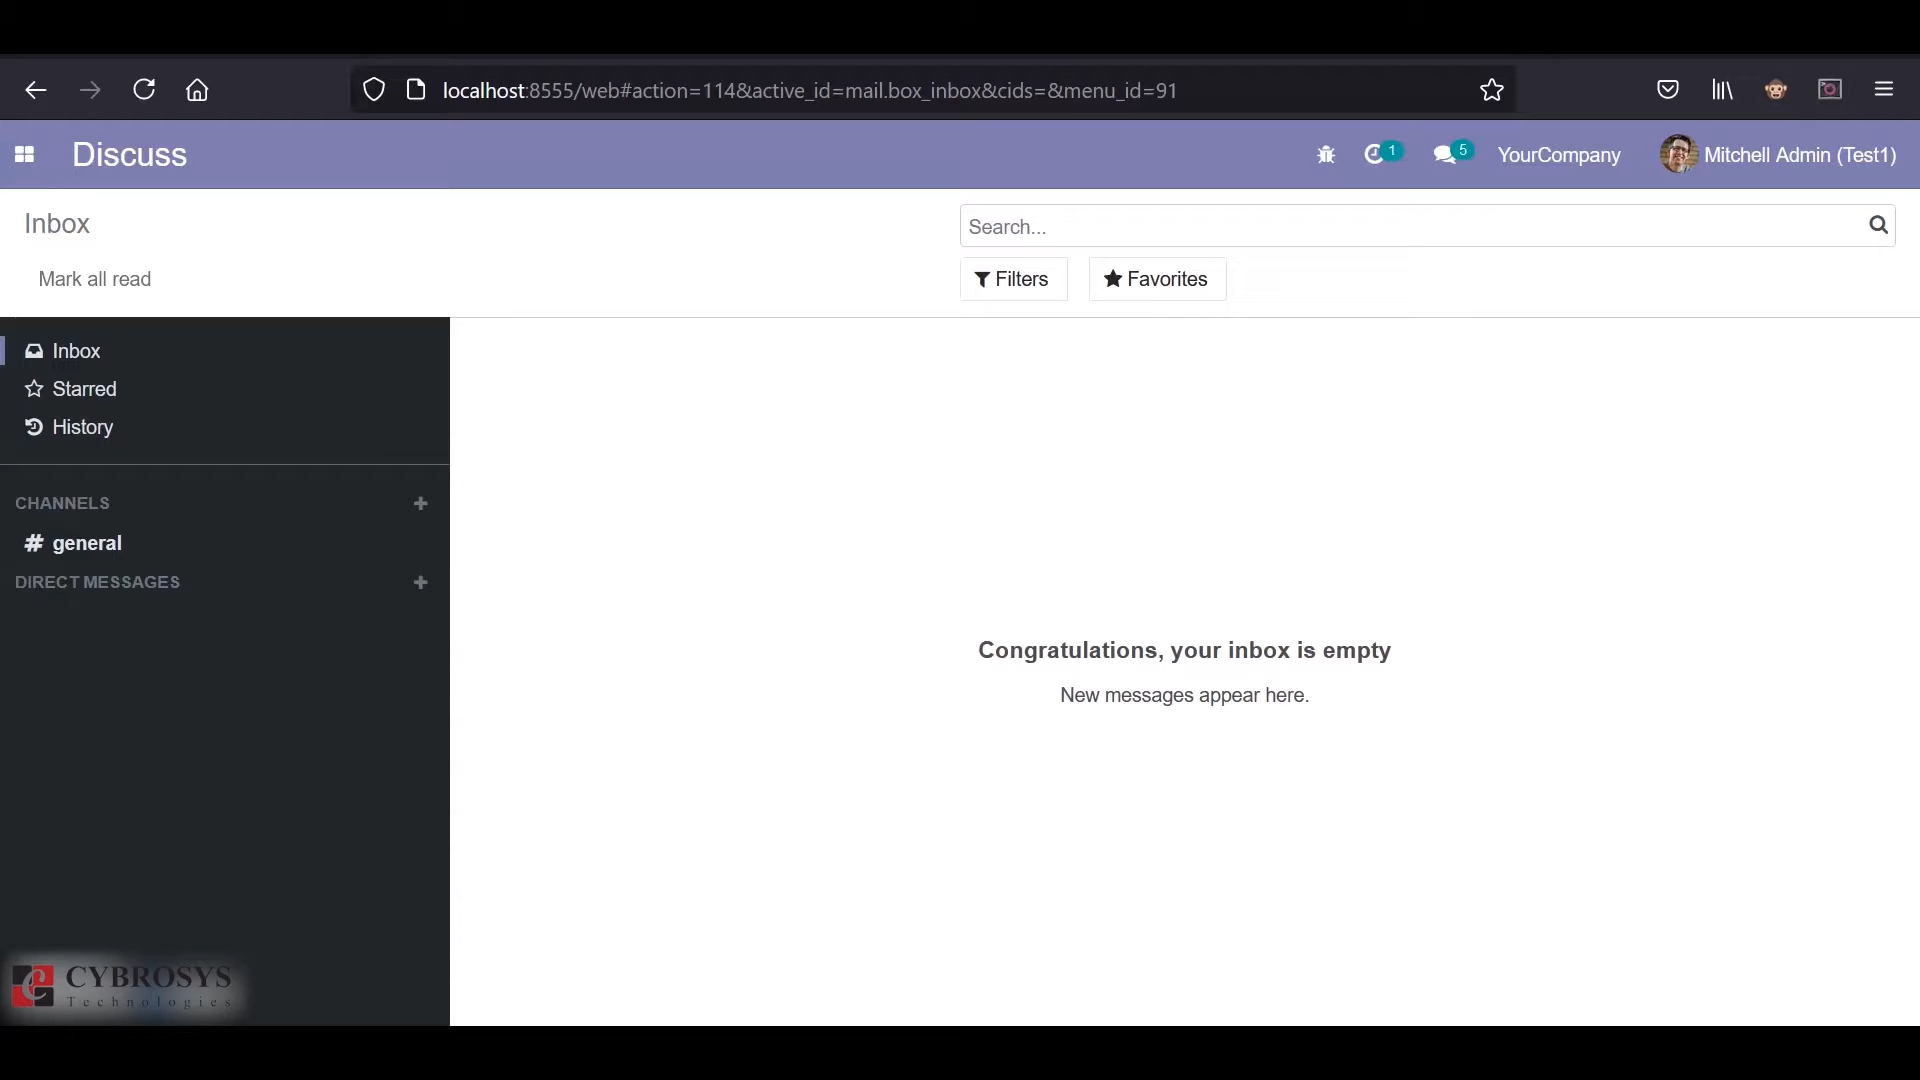 localhost:8555/web#action=114&active_id=mail.box_inbox&cids=&menu_id=91
Discuss
1
5
YourCompany
Mitchell Admin (Test1)
Inbox
Search...
Mark all read
Filters
Favorites
Inbox
Starred
History
CHANNELS
# general
DIRECT MESSAGES
Congratulations, your inbox is empty
New messages appear here.
CYBROSYS
Technologies